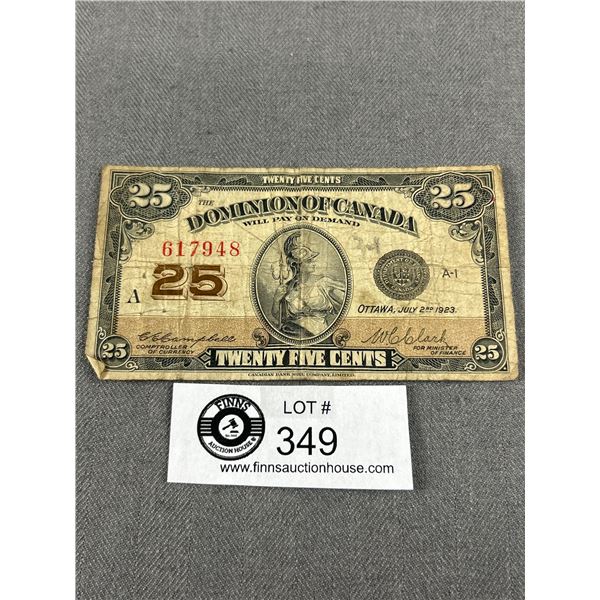 TWENTY FIVE CENTS
25 25
THE
DOMINION OF CANADA
WILL PAY ON DEMAND
617948
25
A
A-1
OTTAWA, JULY 2ND 1923.
COMPTROLLER OF CURRENCY
FOR MINISTER OF FINANCE
25 TWENTY FIVE CENTS 25
CANADIAN BANK NOTE COMPANY, LIMITED.
FINNS
AUCTION HOUSE
LOT #
349
www.finnsauctionhouse.com